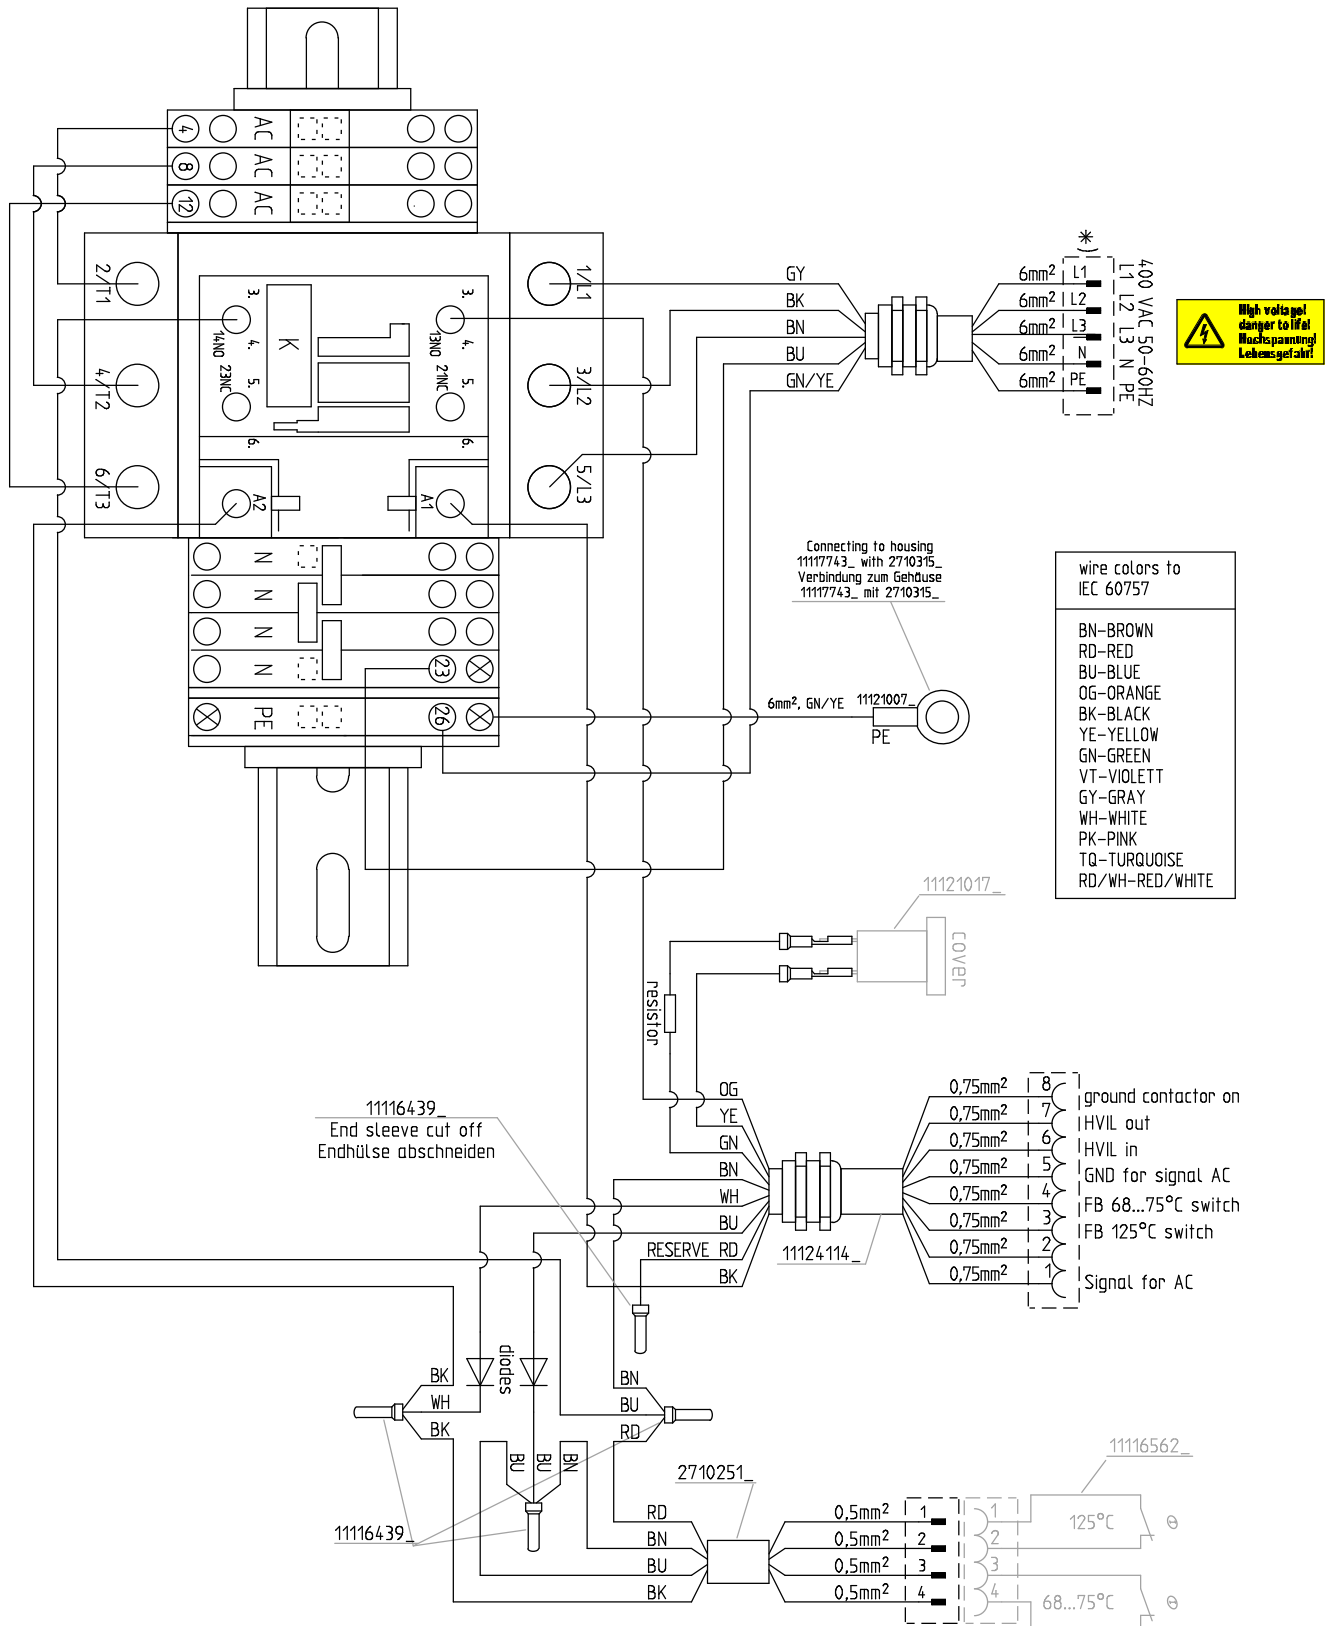 4 AC
8 AC
12 AC
2/T1
4/T2
6/T3
1/L1
3/L2
5/L3
3.
4.
5.
6.
14NO 23NC
K
3.
4.
5.
6.
13NO 21NC
A2
A1
N
N
N
N 23
PE 26
GY
BK
BN
BU
GN/YE
*)
6mm² L1
6mm² L2
6mm² L3
6mm² N
6mm² PE
400 VAC 50-60HZ
L1 L2 L3 N PE
High voltage!
danger to life!
Hochspannung!
Lebensgefahr!
Connecting to housing
11117743_ with 2710315_
Verbindung zum Gehäuse
11117743_ mit 2710315_
6mm², GN/YE
11121007_
PE
wire colors to
IEC 60757
BN-BROWN
RD-RED
BU-BLUE
OG-ORANGE
BK-BLACK
YE-YELLOW
GN-GREEN
VT-VIOLETT
GY-GRAY
WH-WHITE
PK-PINK
TQ-TURQUOISE
RD/WH-RED/WHITE
11121017_
cover
resistor
11116439_
End sleeve cut off
Endhülse abschneiden
OG
YE
GN
BN
WH
BU
RESERVE RD
BK
11124114_
0,75mm² 8 ground contactor on
0,75mm² 7 HVIL out
0,75mm² 6 HVIL in
0,75mm² 5 GND for signal AC
0,75mm² 4 FB 68...75°C switch
0,75mm² 3 FB 125°C switch
0,75mm² 2
0,75mm² 1 Signal for AC
diodes
BK
WH
BK
BN
BU
RD
BU
BU
BN
11116439_
2710251_
RD
BN
BU
BK
0,5mm² 1
0,5mm² 2
0,5mm² 3
0,5mm² 4
11116562_
1
2
3
4
125°C
68...75°C